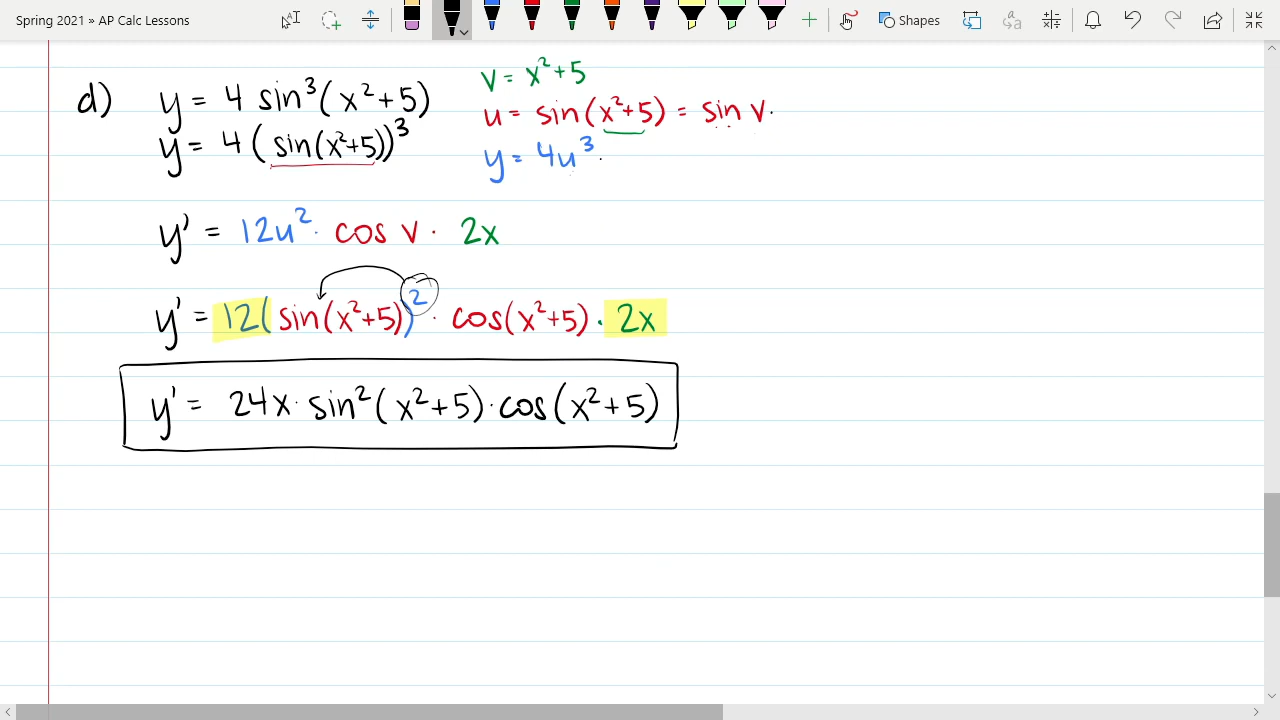 Spring 2021 » AP Calc Lessons
Shapes
d) y = 4 sin³(x²+5)
y = 4(sin(x²+5))³
v = x²+5
u = sin(x²+5) = sin v
y = 4u³
y' = 12u² · cos v · 2x
y' = 12(sin(x²+5))² · cos(x²+5) · 2x
y' = 24x · sin²(x²+5) · cos(x²+5)